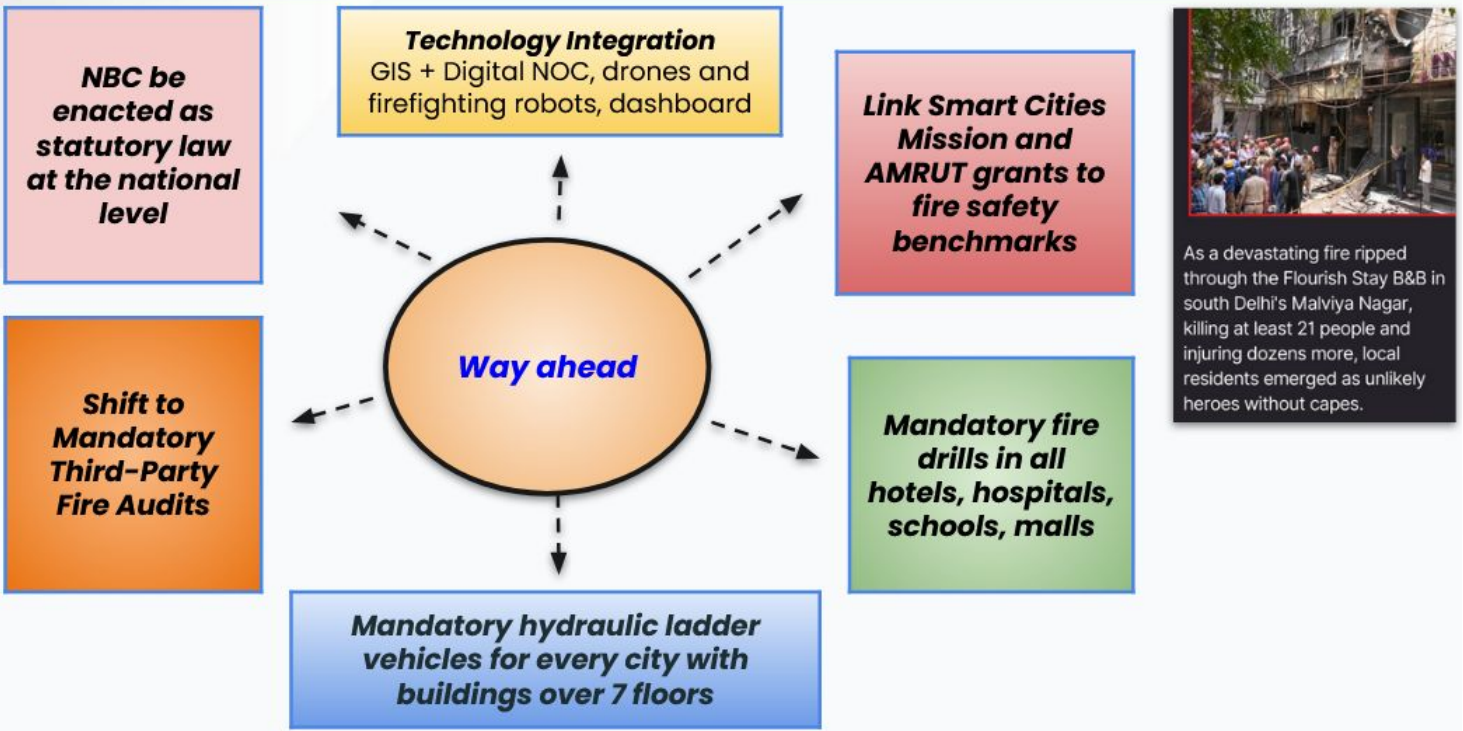 NBC be
enacted as
statutory law
at the national
level
Technology Integration
GIS + Digital NOC, drones and
firefighting robots, dashboard
Link Smart Cities
Mission and
AMRUT grants to
fire safety
benchmarks
Way ahead
Shift to
Mandatory
Third-Party
Fire Audits
Mandatory fire
drills in all
hotels, hospitals,
schools, malls
Mandatory hydraulic ladder
vehicles for every city with
buildings over 7 floors
As a devastating fire ripped
through the Flourish Stay B&B in
south Delhi's Malviya Nagar,
killing at least 21 people and
injuring dozens more, local
residents emerged as unlikely
heroes without capes.